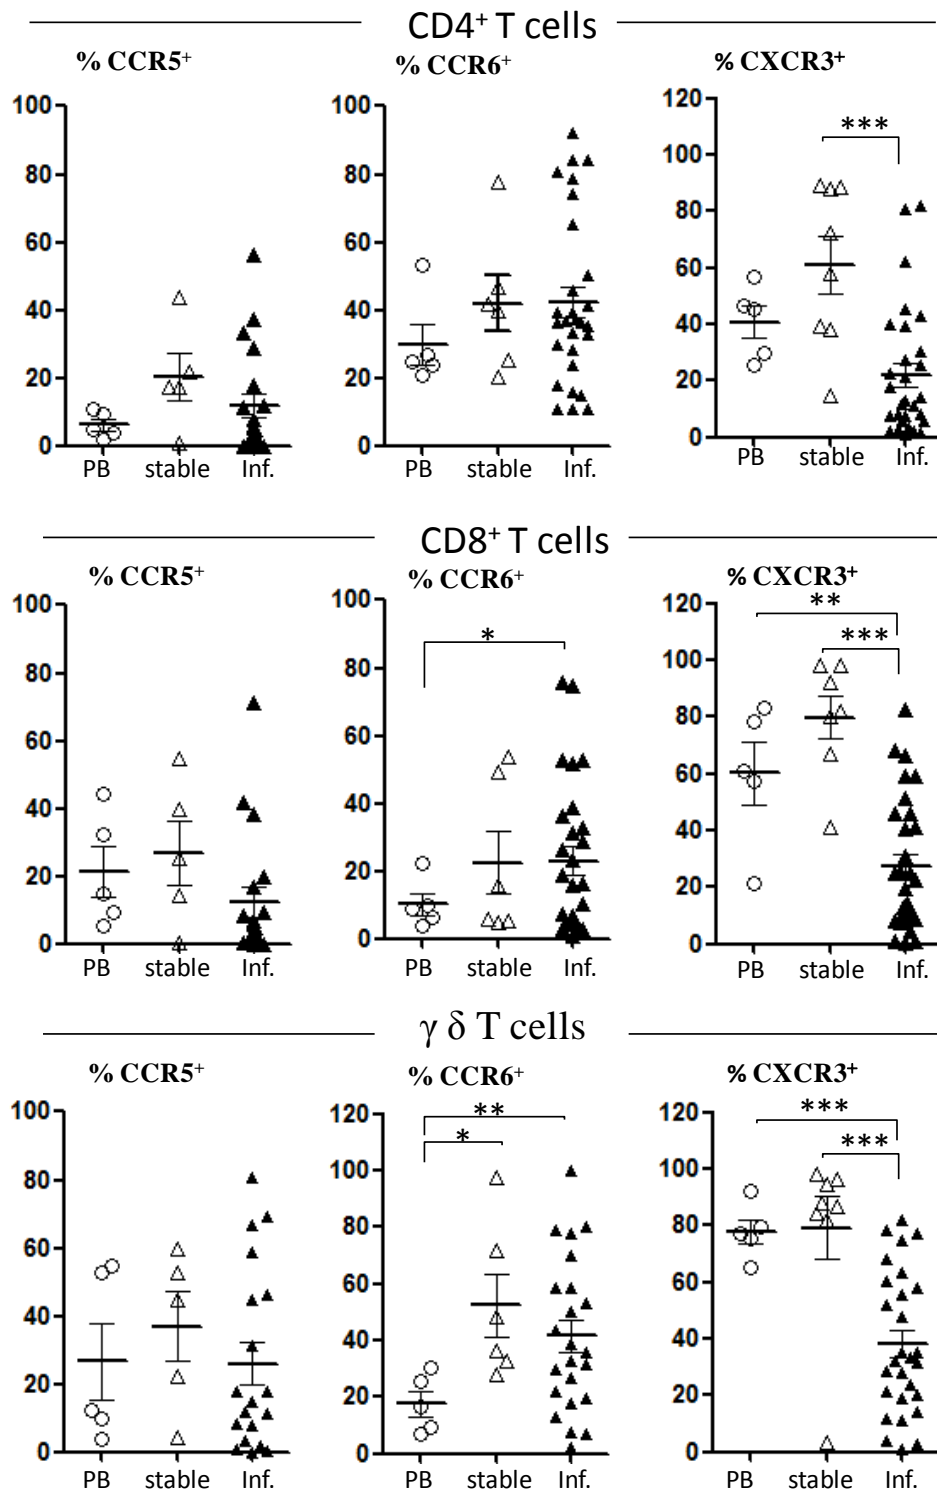 CD4⁺ T cells
% CCR5⁺ % CCR6⁺ % CXCR3⁺
100 100 120
80 80 100
60 60 80
40 40 60
20 20 40
0 0 20
0
***
PB stable Inf. PB stable Inf. PB stable Inf.
CD8⁺ T cells
% CCR5⁺ % CCR6⁺ % CXCR3⁺
100 100 120
80 80 100
60 60 80
40 40 60
20 20 40
0 0 20
0
* ** ***
PB stable Inf. PB stable Inf. PB stable Inf.
γ δ T cells
% CCR5⁺ % CCR6⁺ % CXCR3⁺
100 120 120
80 100 100
60 80 80
40 60 60
20 40 40
0 20 20
0 0
** * *** ***
PB stable Inf. PB stable Inf. PB stable Inf.